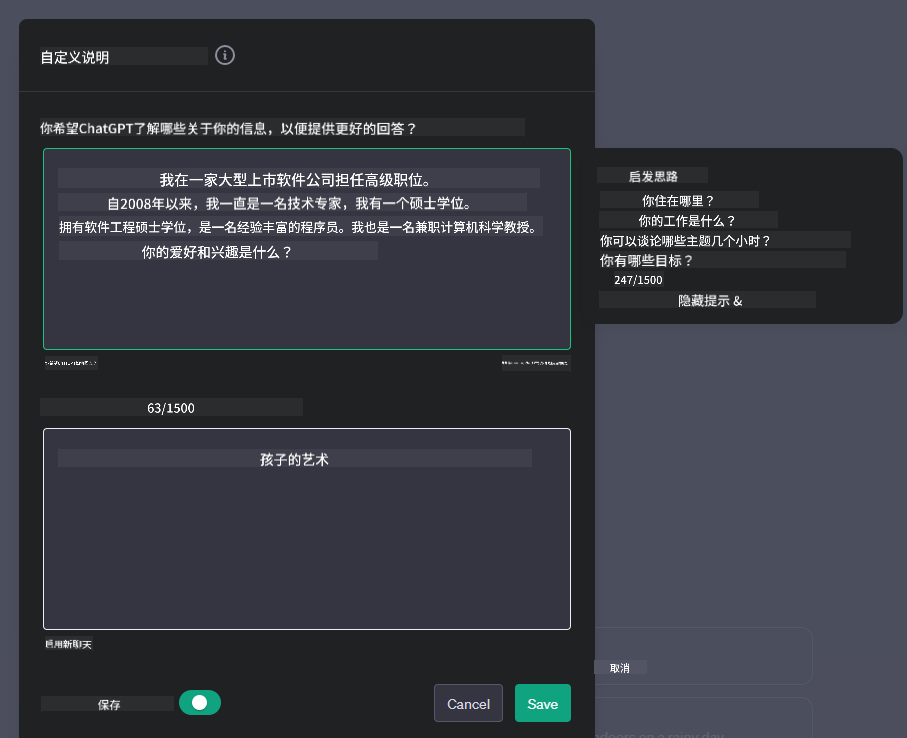 自定义说明
你希望ChatGPT了解哪些关于你的信息，以便提供更好的回答？
我在一家大型上市软件公司担任高级职位。
自2008年以来，我一直是一名技术专家，我有一个硕士学位。
拥有软件工程硕士学位，是一名经验丰富的程序员。我也是一名兼职计算机科学教授。
你的爱好和兴趣是什么？
启发思路
你住在哪里？
你的工作是什么？
你可以谈论哪些主题几个小时？
你有哪些目标？
247/1500
隐藏提示 &
63/1500
孩子的艺术
启用新聊天
取消
保存
Cancel
Save
indoors on a rainy day